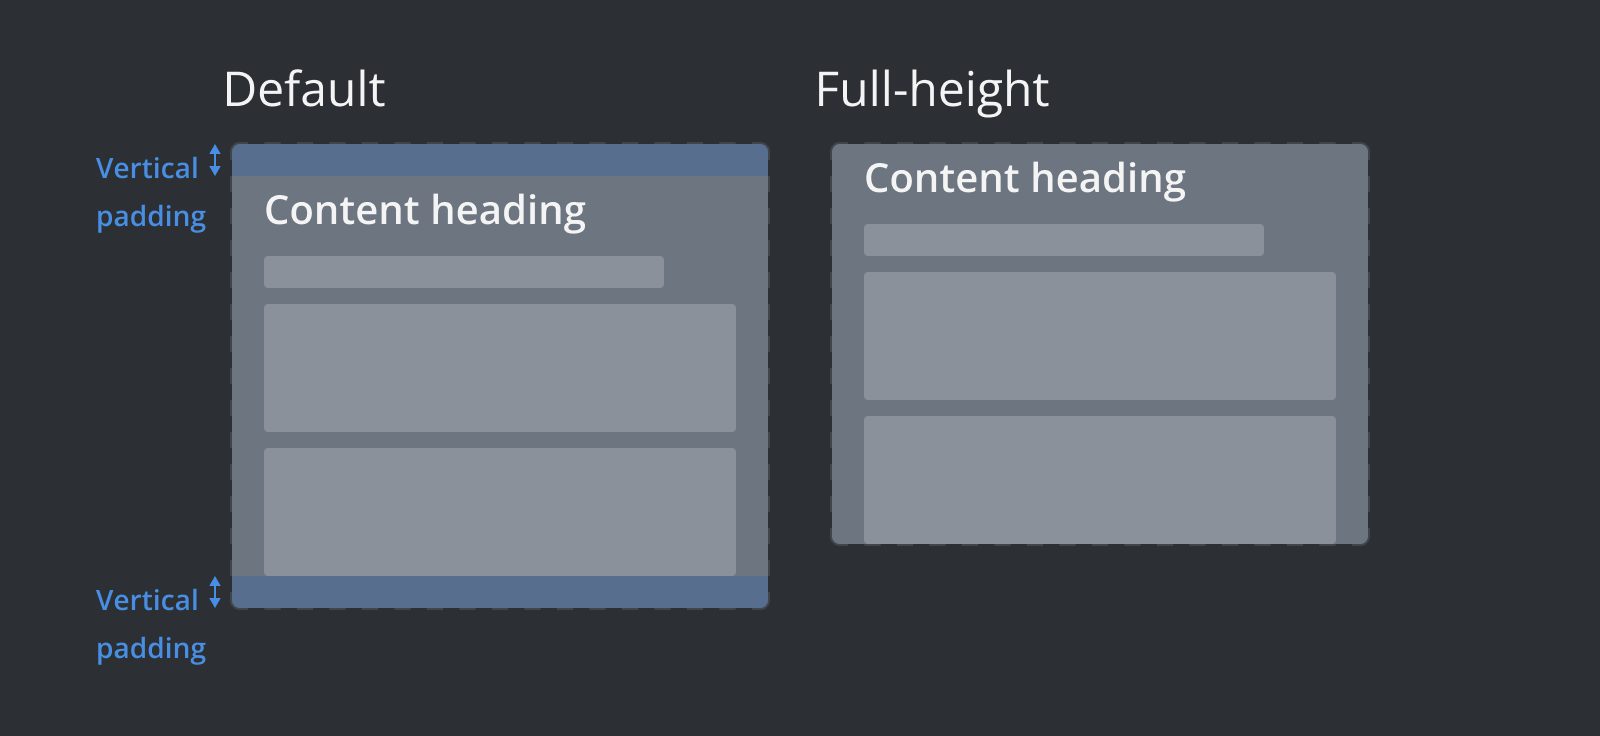 Default
Full-height
Vertical
padding
Content heading
Content heading
Vertical
padding